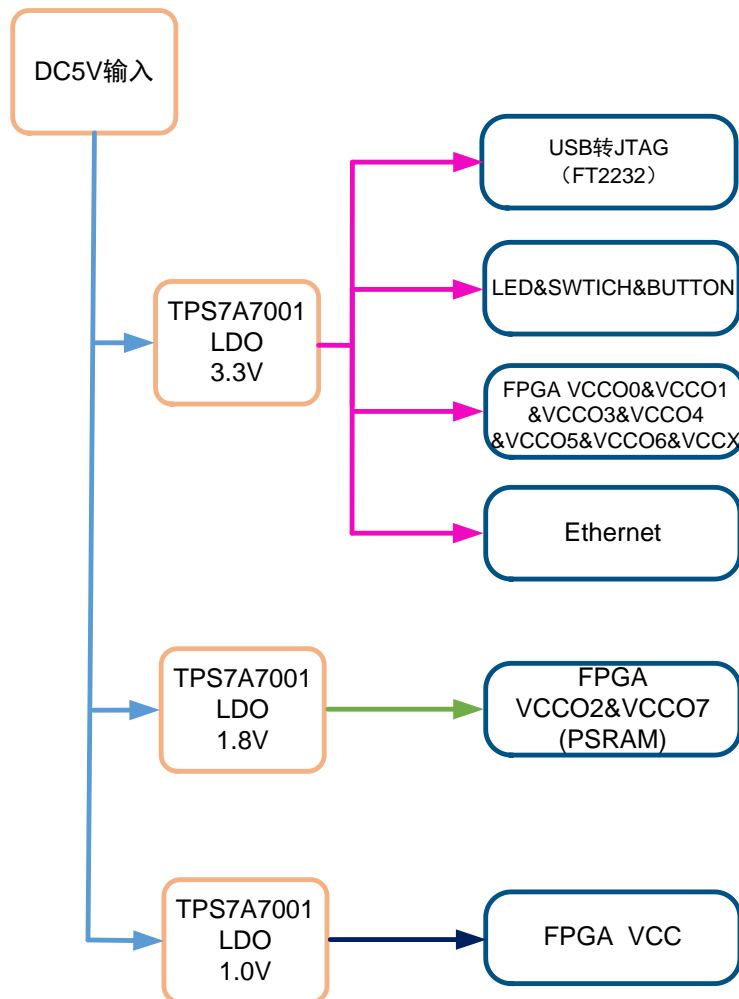 DC5V输入
USB转JTAG
（FT2232）
LED&SWTICH&BUTTON
TPS7A7001
LDO
3.3V
FPGA VCCO0&VCCO1
&VCCO3&VCCO4
&VCCO5&VCCO6&VCCX
Ethernet
TPS7A7001
LDO
1.8V
FPGA
VCCO2&VCCO7
(PSRAM)
TPS7A7001
LDO
1.0V
FPGA VCC